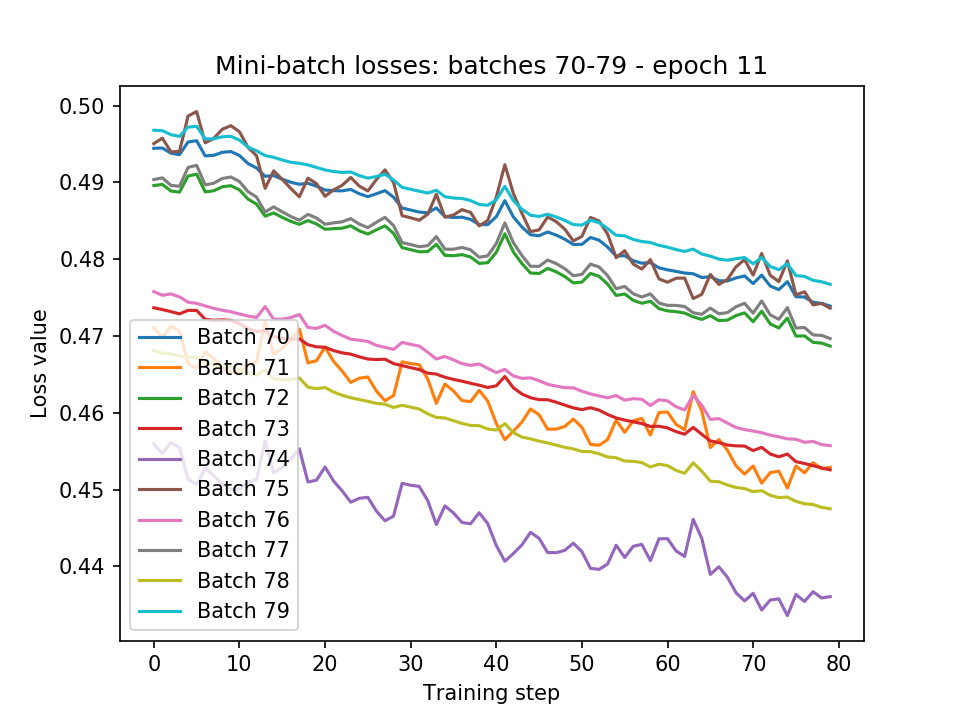 Mini-batch losses: batches 70-79 - epoch 11
0.50
0.49
0.48
0.47
0.46
0.45
0.44
Loss value
Batch 70
Batch 71
Batch 72
Batch 73
Batch 74
Batch 75
Batch 76
Batch 77
Batch 78
Batch 79
0 10 20 30 40 50 60 70 80
Training step